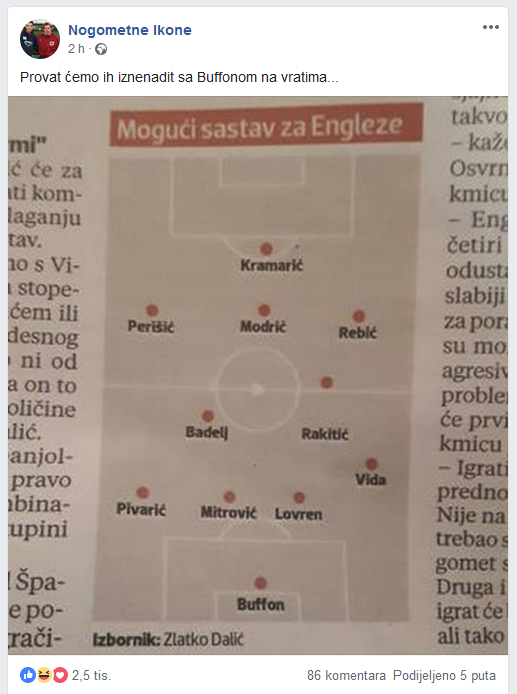 Nogometne Ikone
2 h
Provat ćemo ih iznenadit sa Buffonom na vratima...
mi"
ć će za
ati kom-
laganju
tav.
no s Vi-
stope-
ćem ili
desnog
ni od
a on to
oličine
lić.
anjol-
pravo
nbina-
tupini
Špa-
e po-
rači-
Mogući sastav za Engleze
Kramarić
Perišić
Modrić
Rebić
Badelj
Rakitić
Vida
Pivarić
Mitrović
Lovren
Buffon
Izbornik: Zlatko Dalić
takvo
– kaže
Osvrn
kmicu
– Eng
četiri
odusta
slabiji
za pora
su mo
agresiv
problem
će prvi
kmicu
– Igrati
predno
Nije na
trebao s
gomet s
Druga i
igrat će
ali tako
2,5 tis.
86 komentara
Podijeljeno 5 puta